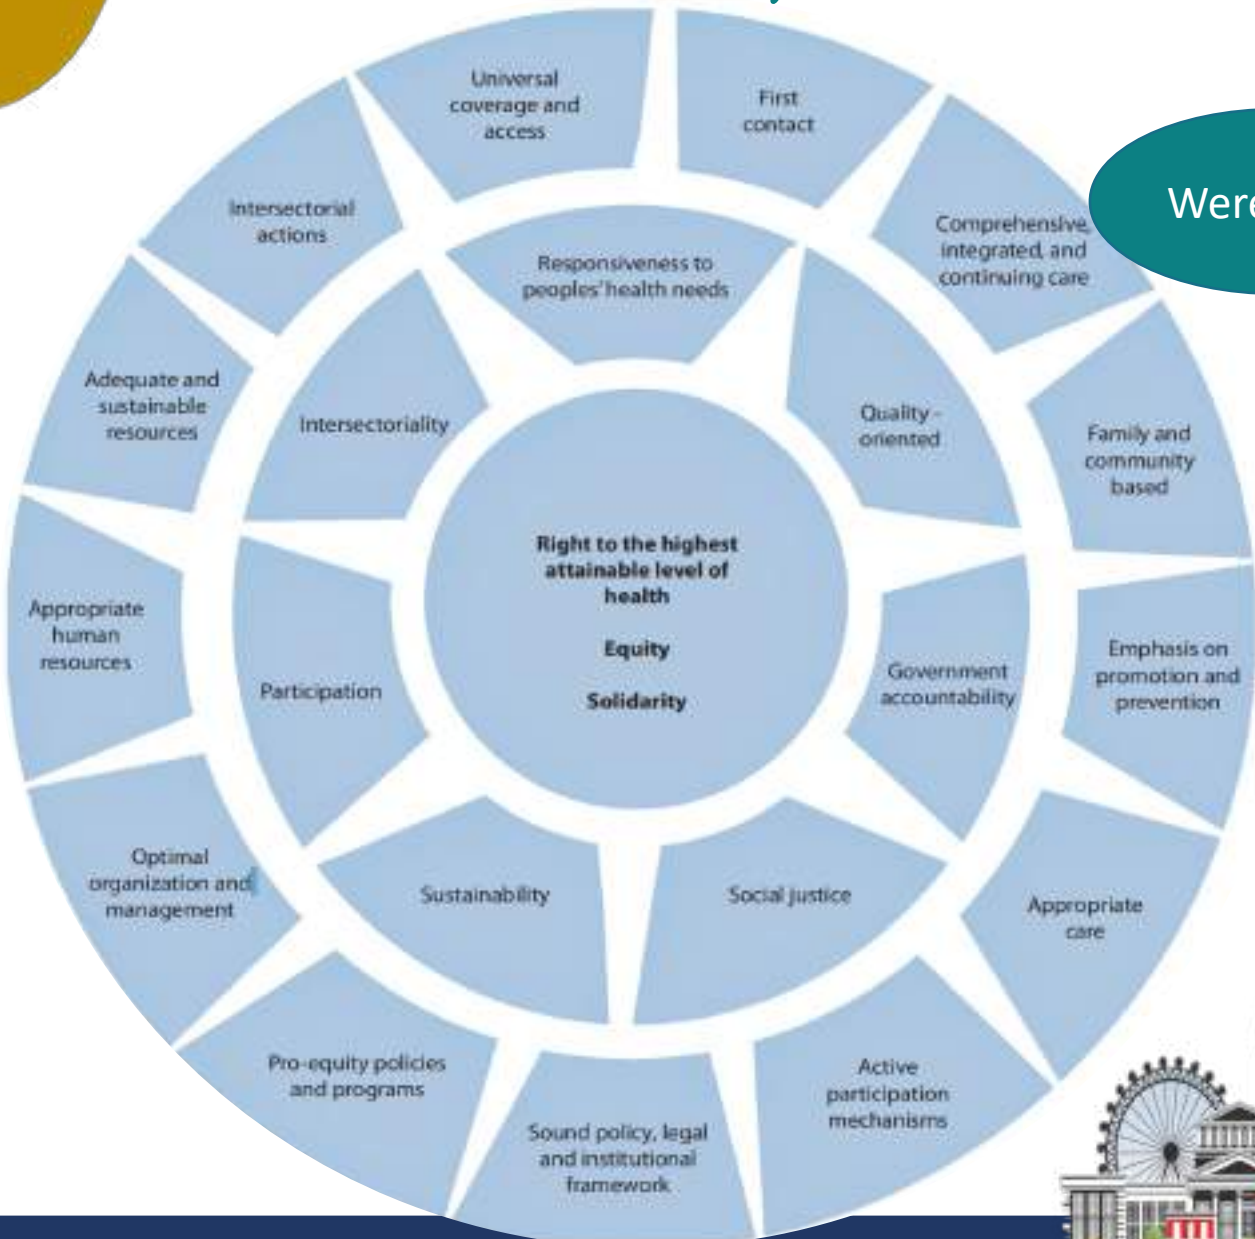 Universal
coverage and
access
First
contact
Comprehensive,
integrated, and
continuing care
Were
Family and
community
based
Emphasis on
promotion and
prevention
Appropriate
care
Active
participation
mechanisms
Sound policy, legal
and institutional
framework
Pro-equity policies
and programs
Optimal
organization and
management
Appropriate
human
resources
Adequate and
sustainable
resources
Intersectorial
actions
Responsiveness to
peoples' health needs
Quality-
oriented
Government
accountability
Social justice
Sustainability
Participation
Intersectoriality
Right to the highest
attainable level of
health
Equity
Solidarity